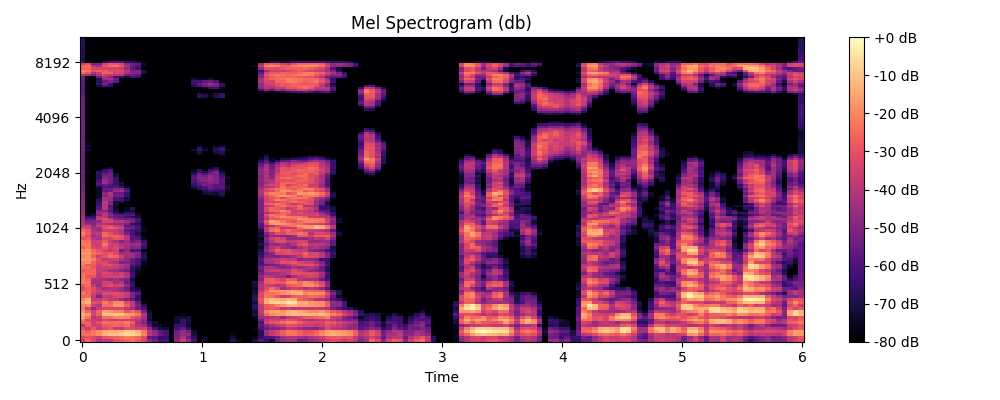 Mel Spectrogram (db)
Hz
8192
4096
2048
1024
512
0
0 1 2 3 4 5 6
Time
+0 dB
-10 dB
-20 dB
-30 dB
-40 dB
-50 dB
-60 dB
-70 dB
-80 dB